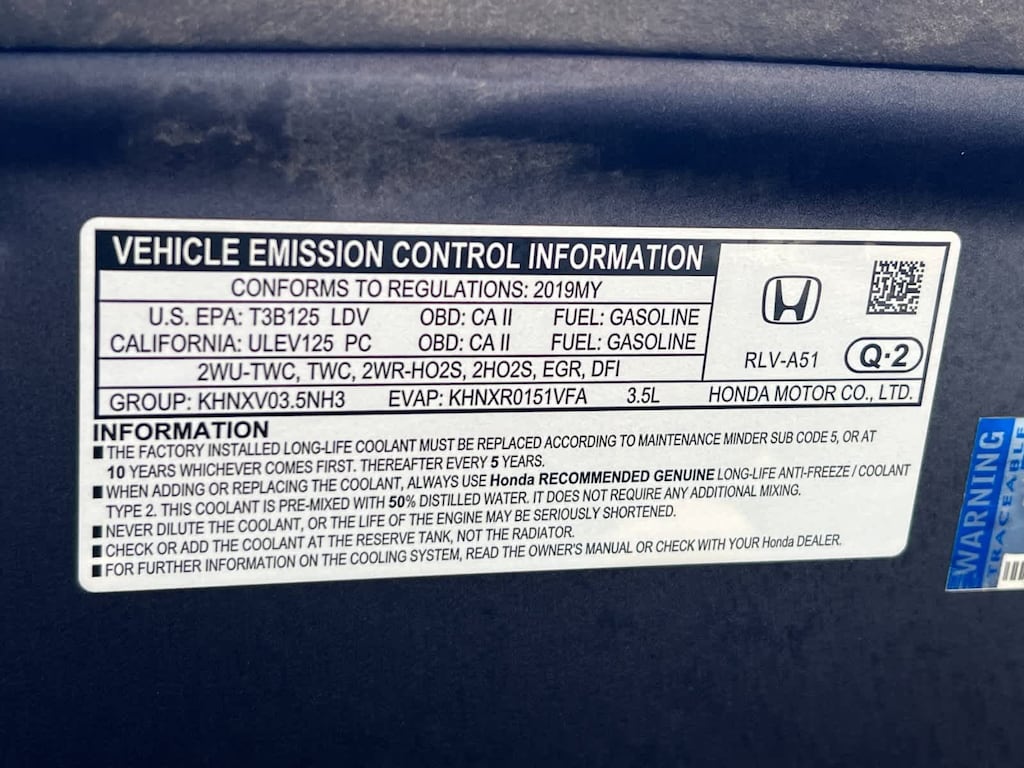 VEHICLE EMISSION CONTROL INFORMATION
CONFORMS TO REGULATIONS: 2019MY
U.S. EPA: T3B125 LDV OBD: CA II FUEL: GASOLINE
CALIFORNIA: ULEV125 PC OBD: CA II FUEL: GASOLINE
2WU-TWC, TWC, 2WR-HO2S, 2HO2S, EGR, DFI
GROUP: KHNXV03.5NH3 EVAP: KHNXR0151VFA 3.5L
RLV-A51
Q·2
HONDA MOTOR CO., LTD.
INFORMATION
■ THE FACTORY INSTALLED LONG-LIFE COOLANT MUST BE REPLACED ACCORDING TO MAINTENANCE MINDER SUB CODE 5, OR AT
10 YEARS WHICHEVER COMES FIRST. THEREAFTER EVERY 5 YEARS.
■ WHEN ADDING OR REPLACING THE COOLANT, ALWAYS USE Honda RECOMMENDED GENUINE LONG-LIFE ANTI-FREEZE / COOLANT
TYPE 2. THIS COOLANT IS PRE-MIXED WITH 50% DISTILLED WATER. IT DOES NOT REQUIRE ANY ADDITIONAL MIXING.
■ NEVER DILUTE THE COOLANT, OR THE LIFE OF THE ENGINE MAY BE SERIOUSLY SHORTENED.
■ CHECK OR ADD THE COOLANT AT THE RESERVE TANK, NOT THE RADIATOR.
■ FOR FURTHER INFORMATION ON THE COOLING SYSTEM, READ THE OWNER'S MANUAL OR CHECK WITH YOUR Honda DEALER.
WARNING
TRACEABLE